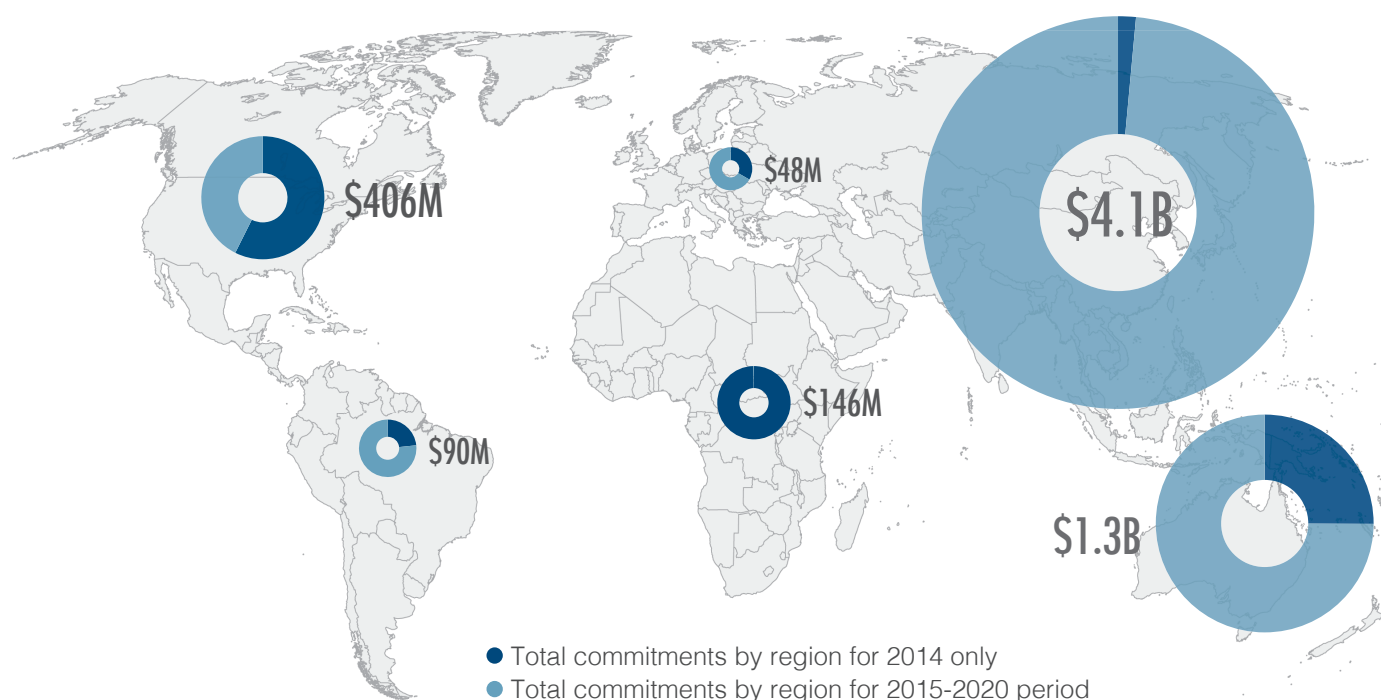 $406M
$48M
$4.1B
$146M
$90M
$1.3B
Total commitments by region for 2014 only
Total commitments by region for 2015-2020 period